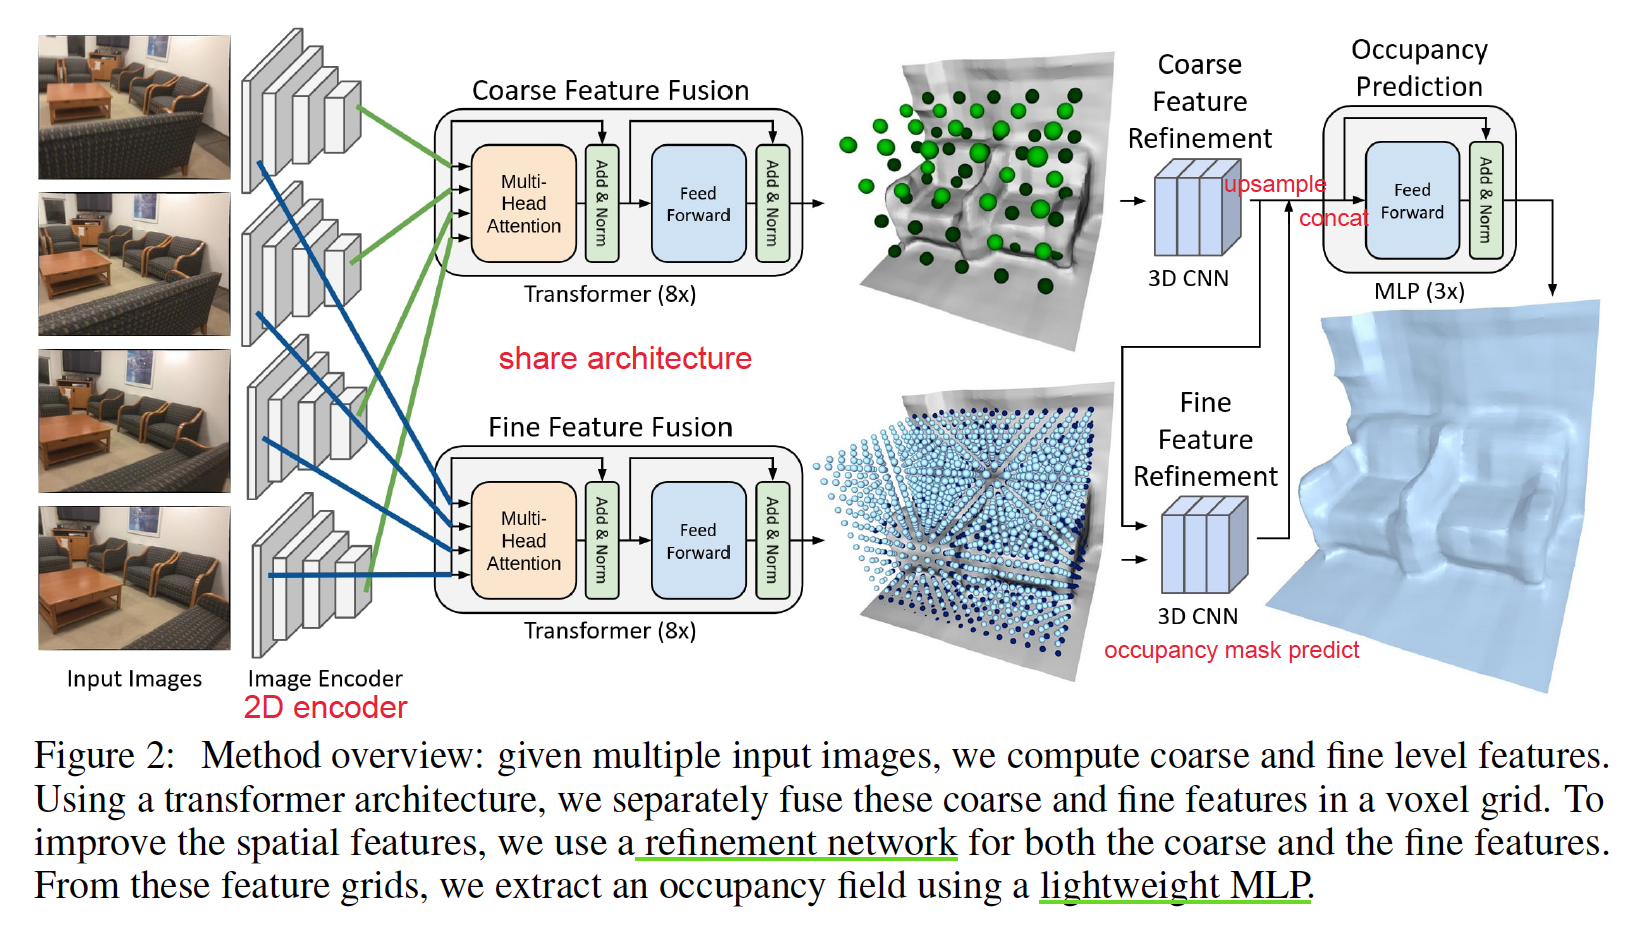 Coarse Feature Fusion
Multi-
Head
Attention
Add & Norm
Feed
Forward
Add & Norm
Transformer (8x)
share architecture
Fine Feature Fusion
Multi-
Head
Attention
Add & Norm
Feed
Forward
Add & Norm
Transformer (8x)
Coarse
Feature
Refinement
3D CNN
upsample
concat
Occupancy
Prediction
Feed
Forward
Add & Norm
MLP (3x)
Fine
Feature
Refinement
3D CNN
occupancy mask predict
Input Images
Image Encoder
2D encoder
Figure 2: Method overview: given multiple input images, we compute coarse and fine level features.
Using a transformer architecture, we separately fuse these coarse and fine features in a voxel grid. To
improve the spatial features, we use a refinement network for both the coarse and the fine features.
From these feature grids, we extract an occupancy field using a lightweight MLP.